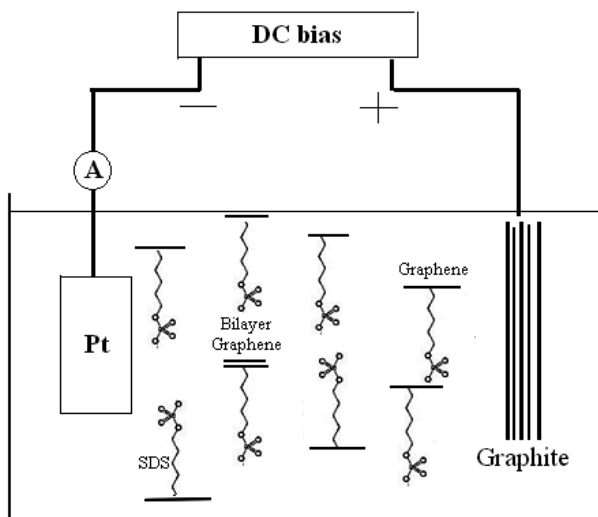 DC bias
—
+
A
Graphene
Bilayer
Graphene
Pt
SDS
Graphite